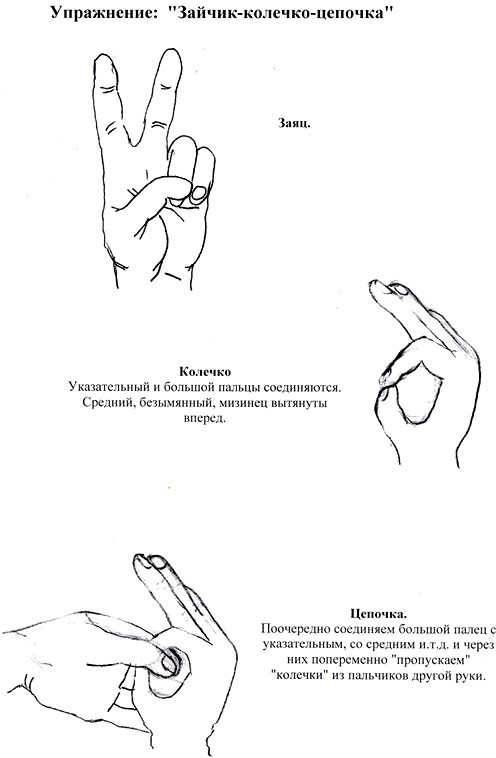 Упражнение: "Зайчик-колечко-цепочка"
Заяц.
Колечко
Указательный и большой пальцы соединяются.
Средний, безымянный, мизинец вытянуты
вперед.
Цепочка.
Поочередно соединяем большой палец с
указательным, со средним и.т.д. и через
них попеременно "пропускаем"
"колечки" из пальчиков другой руки.